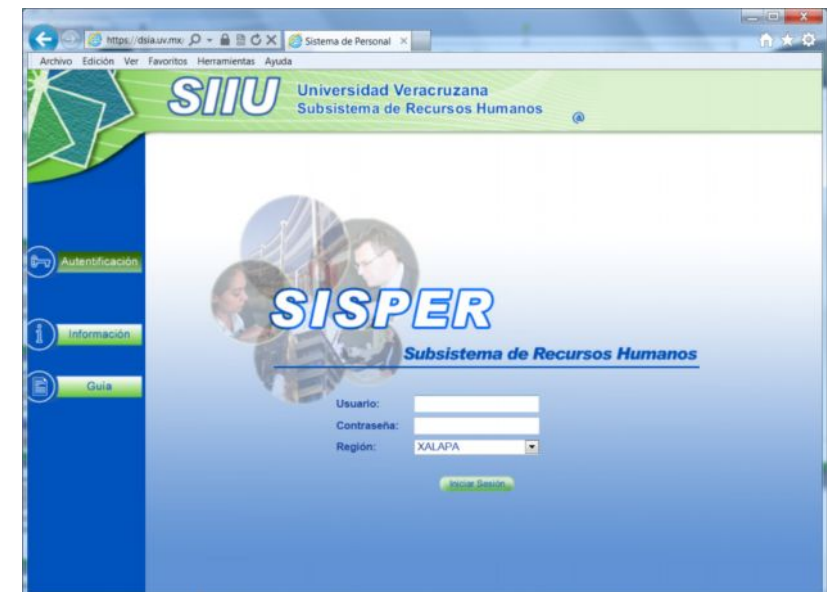 https://dsia.uv.mx
Sistema de Personal
Archivo Edición Ver Favoritos Herramientas Ayuda
SIIU
Universidad Veracruzana
Subsistema de Recursos Humanos
@
Autentificación
Información
Guía
SISPER
Subsistema de Recursos Humanos
Usuario:
Contraseña:
Región: XALAPA
Iniciar Sesión